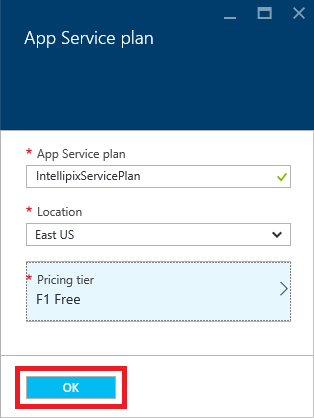 App Service plan
* App Service plan
IntellipixServicePlan
* Location
East US
* Pricing tier
F1 Free
OK